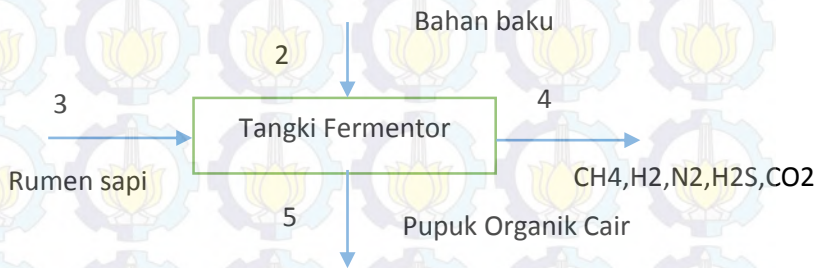 Bahan baku
2
3
4
Tangki Fermentor
Rumen sapi
CH4,H2,N2,H2S,CO2
5
Pupuk Organik Cair